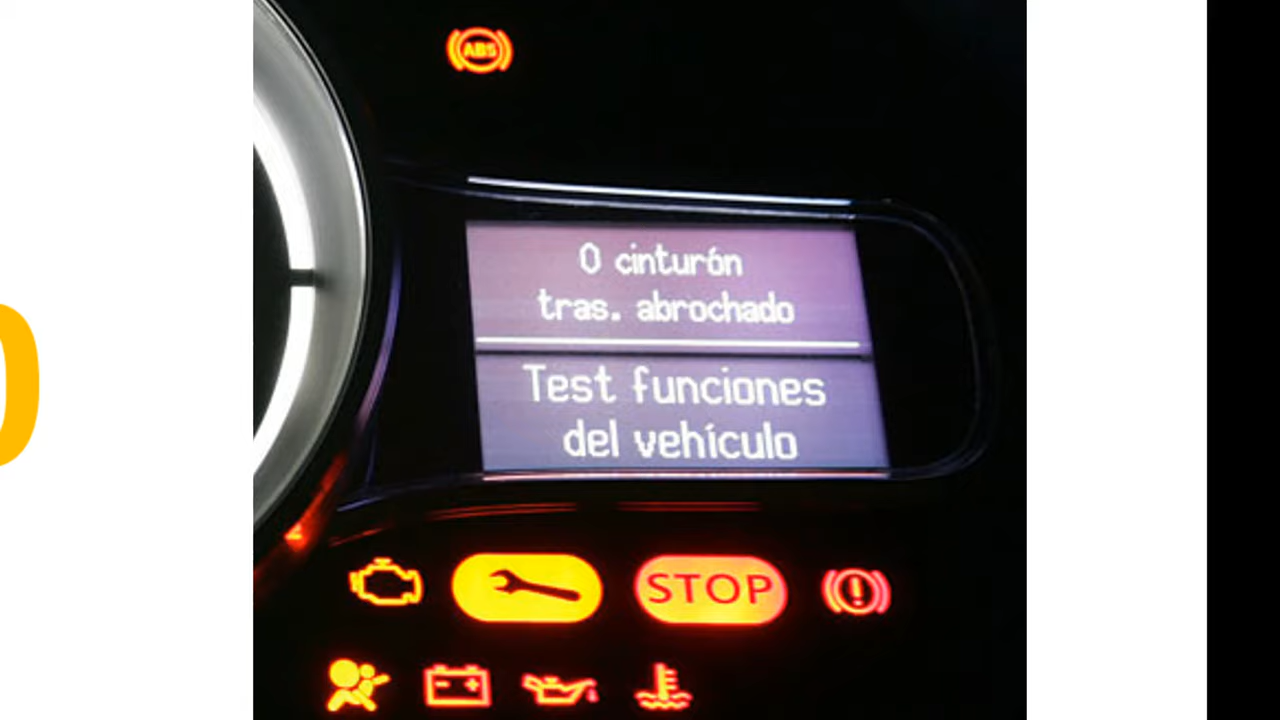 ABS
0 cinturón
tras. abrochado
Test funciones
del vehículo
STOP